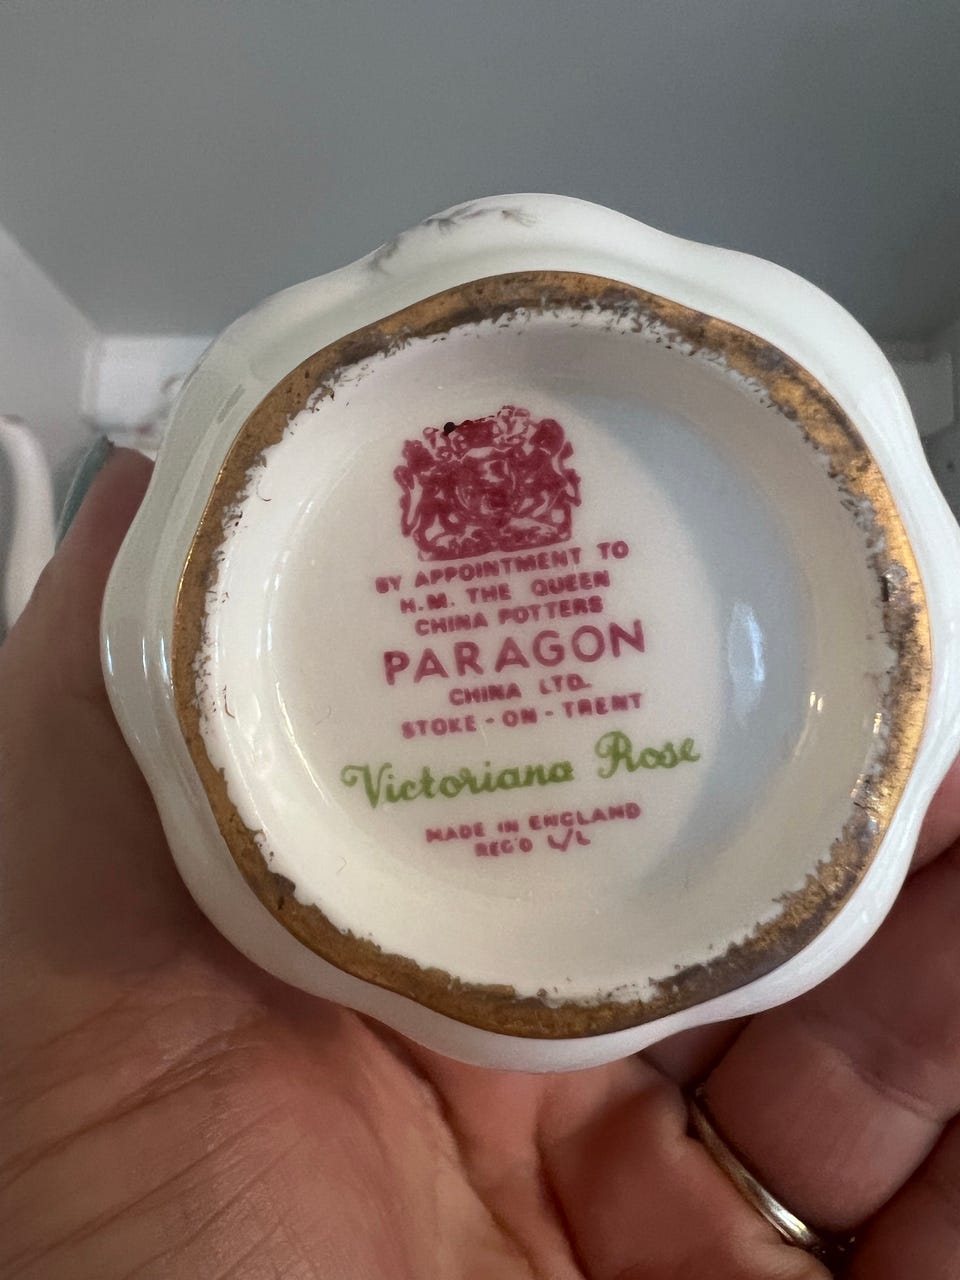 BY APPOINTMENT TO
H.M. THE QUEEN
CHINA POTTERS
PARAGON
CHINA LTD.
STOKE-ON-TRENT
Victoriana Rose
MADE IN ENGLAND
REG'D